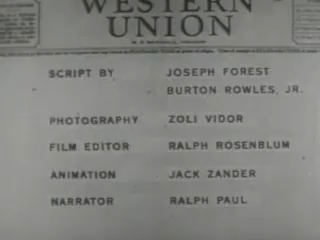 WESTERN
UNION
SCRIPT BY JOSEPH FOREST
BURTON ROWLES, JR.
PHOTOGRAPHY ZOLI VIDOR
FILM EDITOR RALPH ROSENBLUM
ANIMATION JACK ZANDER
NARRATOR RALPH PAUL